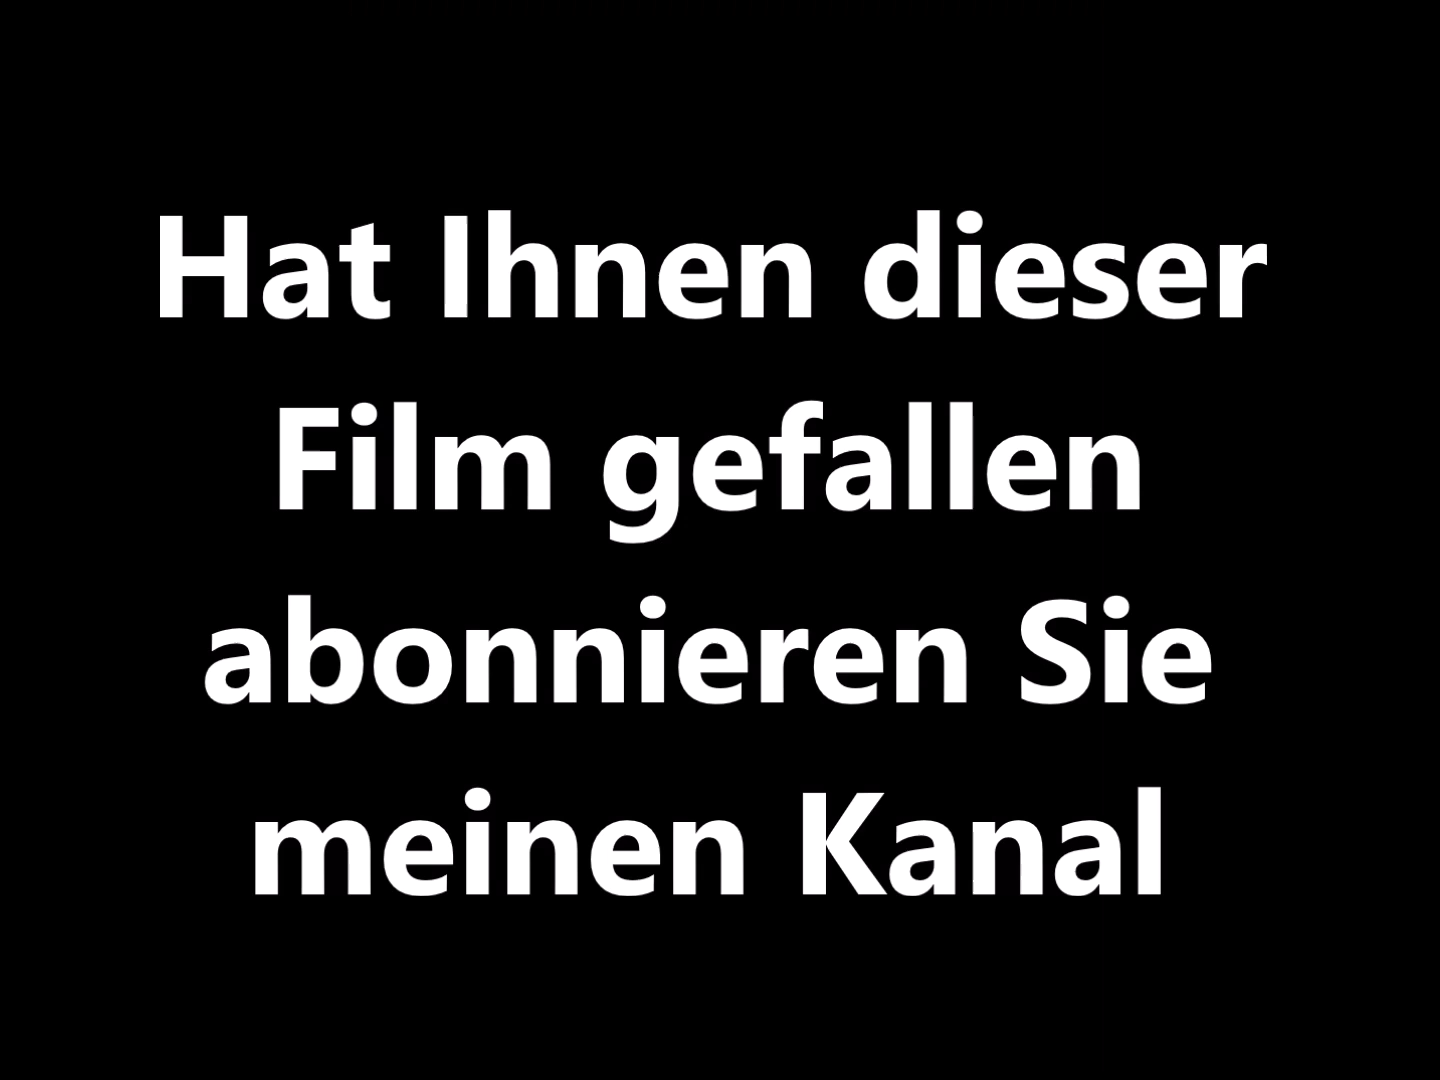 Hat Ihnen dieser
Film gefallen
abonnieren Sie
meinen Kanal